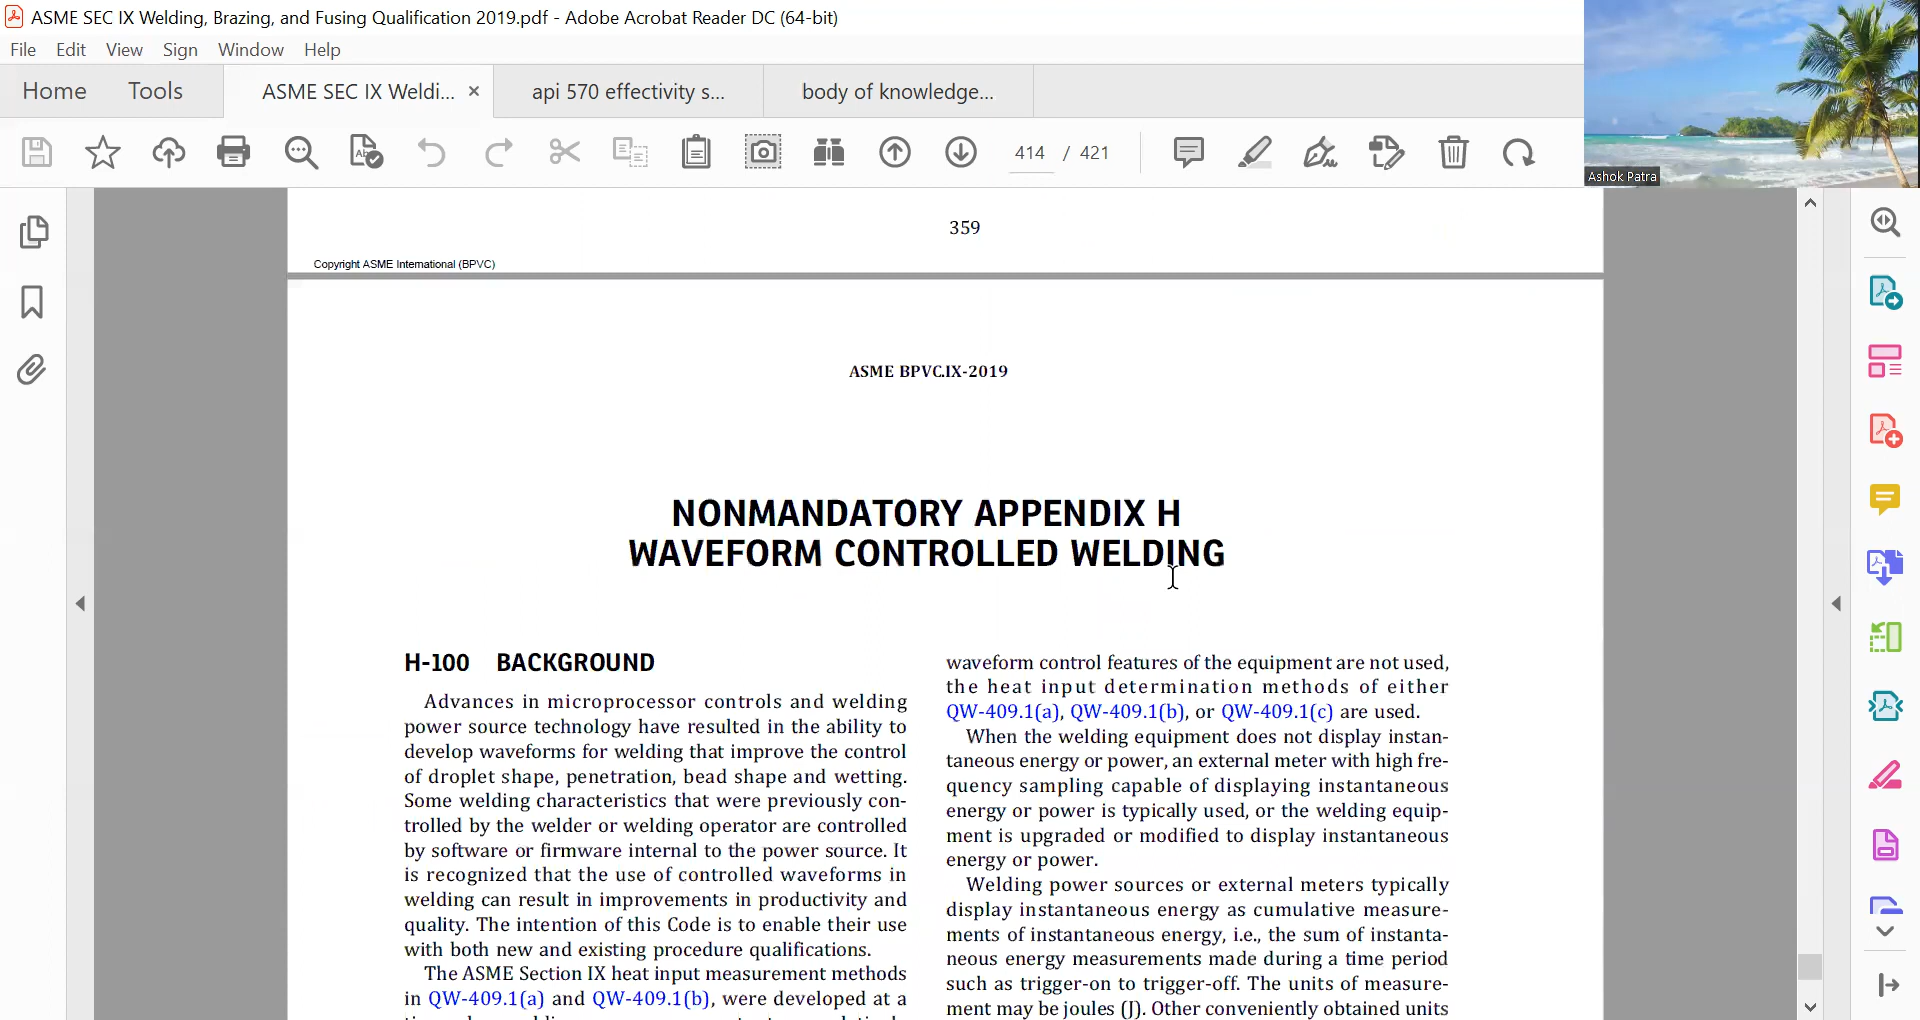 ASME SEC IX Welding, Brazing, and Fusing Qualification 2019.pdf - Adobe Acrobat Reader DC (64-bit)
File Edit View Sign Window Help
Home Tools ASME SEC IX Weldi... × api 570 effectivity s... body of knowledge...
414 / 421
Ashok Patra
359
Copyright ASME International (BPVC)
ASME BPVC.IX-2019
NONMANDATORY APPENDIX H
WAVEFORM CONTROLLED WELDING
H-100 BACKGROUND
Advances in microprocessor controls and welding
power source technology have resulted in the ability to
develop waveforms for welding that improve the control
of droplet shape, penetration, bead shape and wetting.
Some welding characteristics that were previously con-
trolled by the welder or welding operator are controlled
by software or firmware internal to the power source. It
is recognized that the use of controlled waveforms in
welding can result in improvements in productivity and
quality. The intention of this Code is to enable their use
with both new and existing procedure qualifications.
The ASME Section IX heat input measurement methods
in QW-409.1(a) and QW-409.1(b), were developed at a
waveform control features of the equipment are not used,
the heat input determination methods of either
QW-409.1(a), QW-409.1(b), or QW-409.1(c) are used.
When the welding equipment does not display instan-
taneous energy or power, an external meter with high fre-
quency sampling capable of displaying instantaneous
energy or power is typically used, or the welding equip-
ment is upgraded or modified to display instantaneous
energy or power.
Welding power sources or external meters typically
display instantaneous energy as cumulative measure-
ments of instantaneous energy, i.e., the sum of instanta-
neous energy measurements made during a time period
such as trigger-on to trigger-off. The units of measure-
ment may be joules (J). Other conveniently obtained units